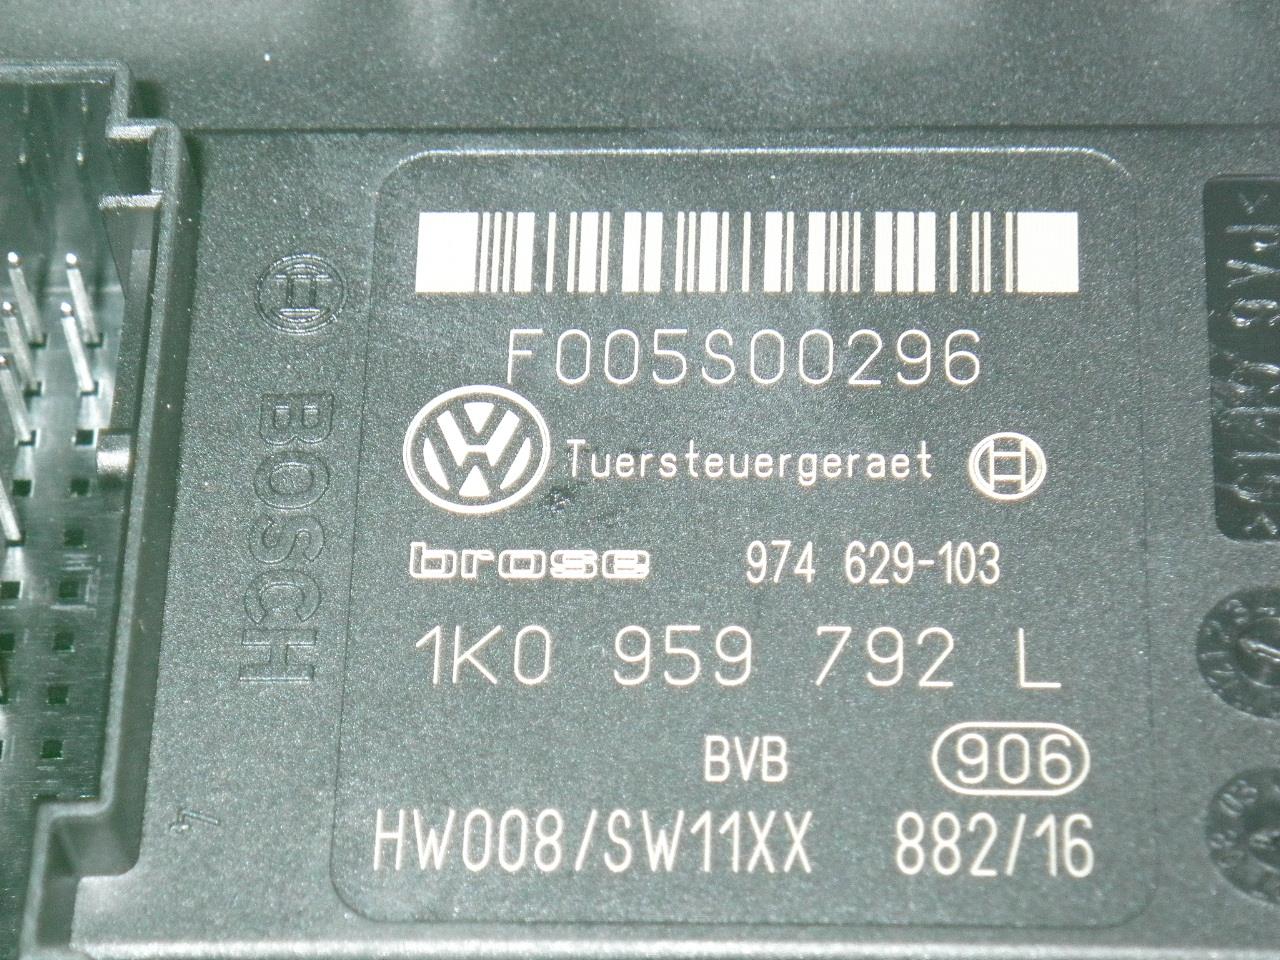 F005S00296
Tuersteuergeraet
brose 974 629-103
1K0 959 792 L
BVB 906
HW008/SW11XX 882/16
BOSCH